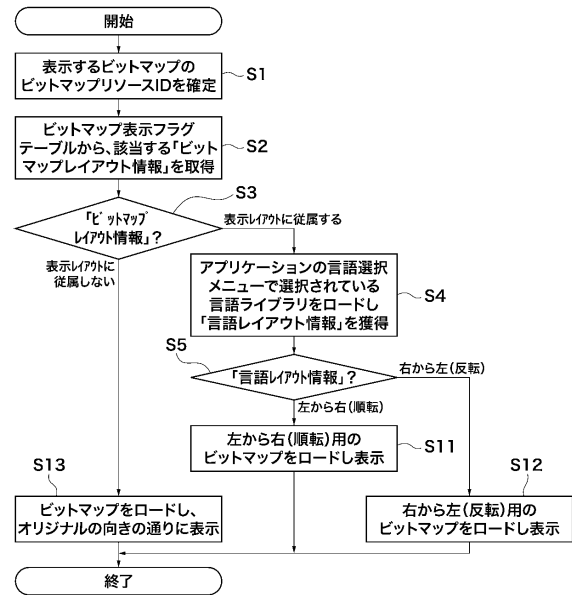 開始
表示するビットマップの
ビットマップリソースIDを確定
S1
ビットマップ表示フラグ
テーブルから、該当する「ビット
マップレイアウト情報」を取得
S2
S3
「ビットマップ
レイアウト情報」?
表示レイアウトに従属する
表示レイアウトに
従属しない
アプリケーションの言語選択
メニューで選択されている
言語ライブラリをロードし
「言語レイアウト情報」を獲得
S4
S5
「言語レイアウト情報」?
右から左(反転)
左から右(順転)
左から右(順転)用の
ビットマップをロードし表示
S11
S13
ビットマップをロードし、
オリジナルの向きの通りに表示
S12
右から左(反転)用の
ビットマップをロードし表示
終了